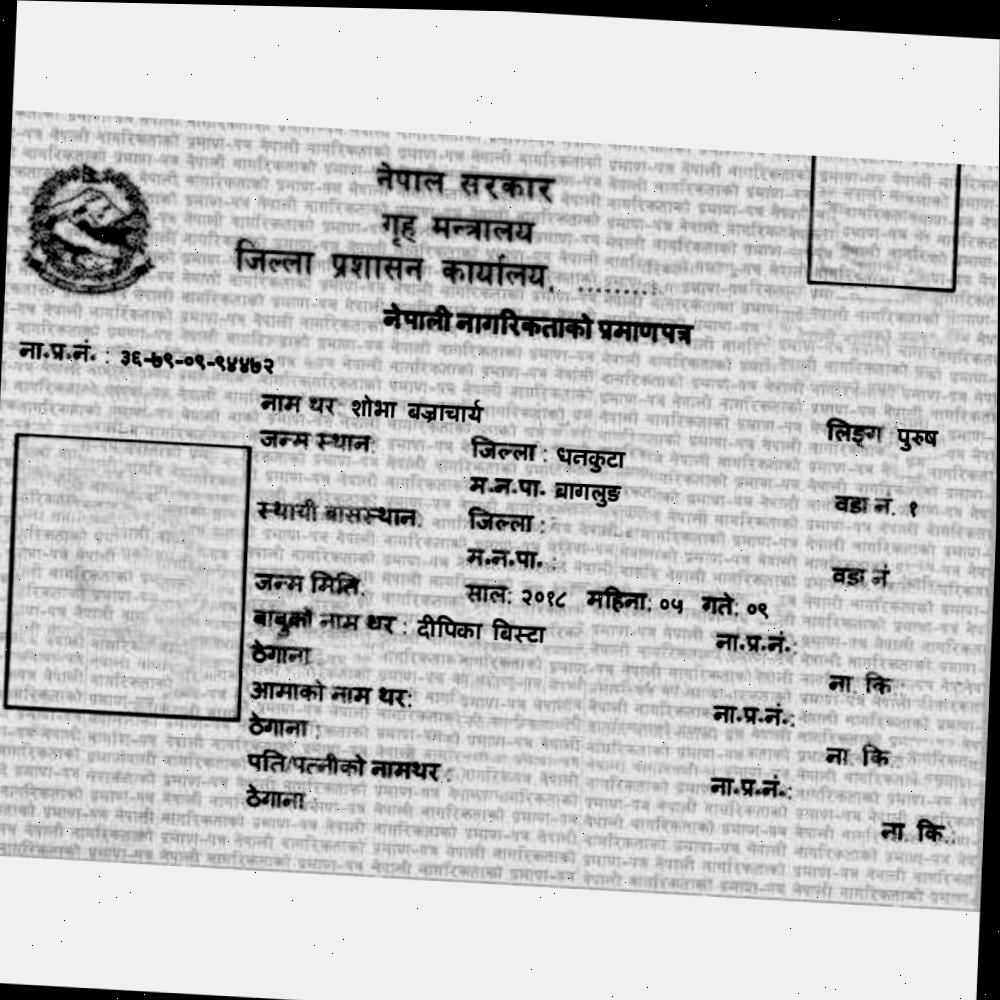 नेपाल सरकार
गृह मन्त्रालय
जिल्ला प्रशासन कार्यालय, .........
नेपाली नागरिकताको प्रमाणपत्र
ना.प्र.नं. : ३६-७९-०९-९४४७२
नाम थर शोभा बज्राचार्य लिङ्ग पुरुष
जन्म स्थान: जिल्ला : धनकुटा
म.न.पा. बागलुङ वडा नं. १
स्थायी बासस्थान: जिल्ला :
म.न.पा. : वडा नं
जन्म मिति: साल: २०१८ महिना: ०५ गते: ०९
बाबुको नाम थर : दीपिका बिस्टा ना.प्र.नं.:
ठेगाना ना. कि.:
आमाको नाम थर: ना.प्र.नं.:
ठेगाना : ना. कि.
पति/पत्नीको नामथर : ना.प्र.नं.:
ठेगाना : ना. कि.: